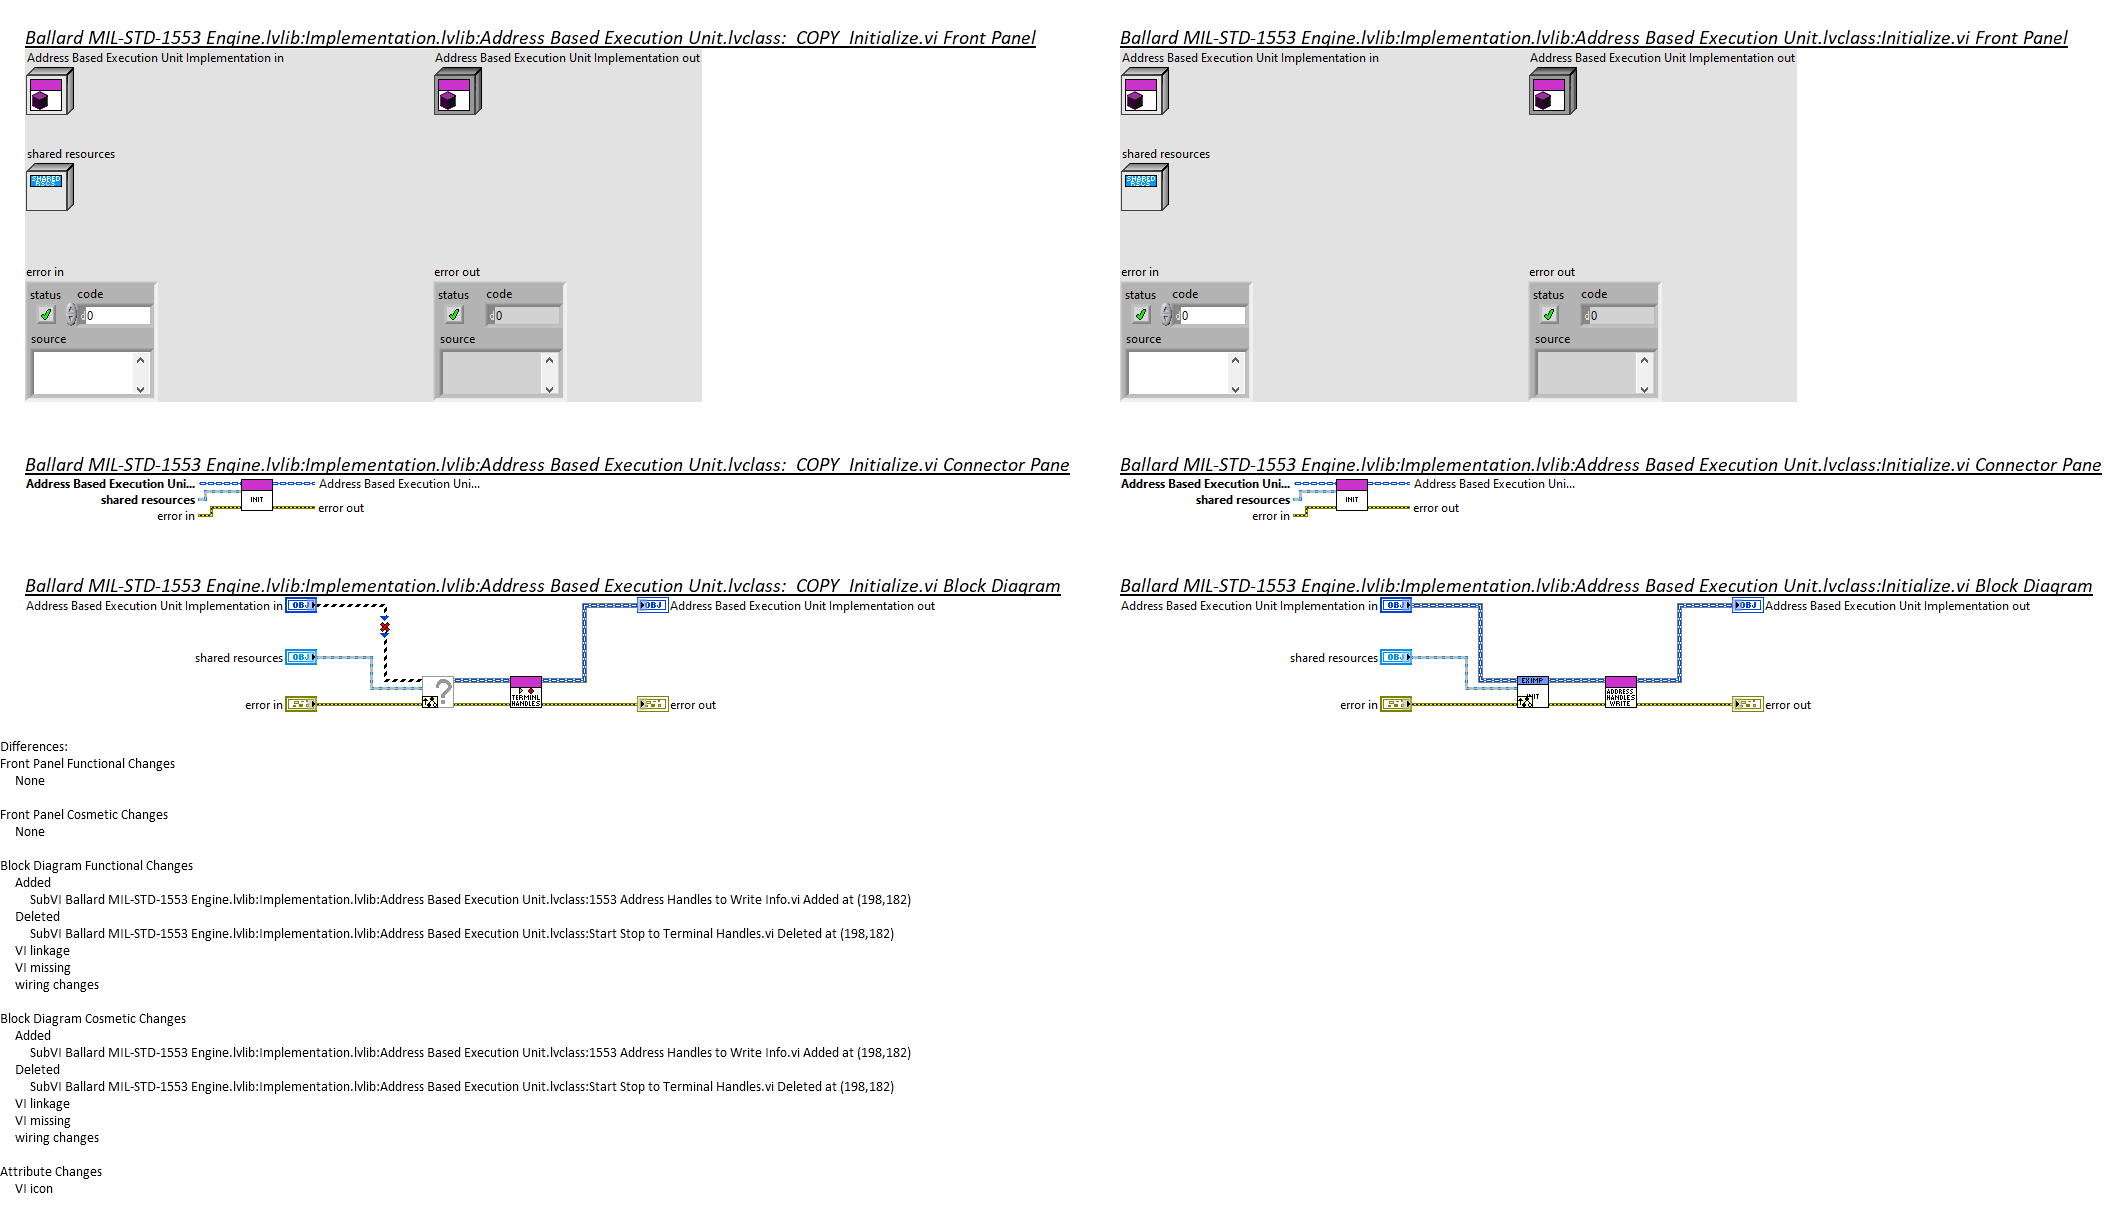 Ballard MIL-STD-1553 Engine.lvlib:Implementation.lvlib:Address Based Execution Unit.lvclass:_COPY_Initialize.vi Front Panel
Address Based Execution Unit Implementation in
Address Based Execution Unit Implementation out
shared resources
SHARED
RSCS
error in
error out
status code
0
source
status code
0
source
Ballard MIL-STD-1553 Engine.lvlib:Implementation.lvlib:Address Based Execution Unit.lvclass:Initialize.vi Front Panel
Address Based Execution Unit Implementation in
Address Based Execution Unit Implementation out
shared resources
SHARED
RSCS
error in
error out
status code
0
source
status code
0
source
Ballard MIL-STD-1553 Engine.lvlib:Implementation.lvlib:Address Based Execution Unit.lvclass:_COPY_Initialize.vi Connector Pane
Address Based Execution Uni...
Address Based Execution Uni...
shared resources
INIT
error in
error out
Ballard MIL-STD-1553 Engine.lvlib:Implementation.lvlib:Address Based Execution Unit.lvclass:Initialize.vi Connector Pane
Address Based Execution Uni...
Address Based Execution Uni...
shared resources
INIT
error in
error out
Ballard MIL-STD-1553 Engine.lvlib:Implementation.lvlib:Address Based Execution Unit.lvclass:_COPY_Initialize.vi Block Diagram
Address Based Execution Unit Implementation in
OBJ
OBJ
Address Based Execution Unit Implementation out
shared resources
OBJ
?
TERMINL
HANDLES
error in
error out
Ballard MIL-STD-1553 Engine.lvlib:Implementation.lvlib:Address Based Execution Unit.lvclass:Initialize.vi Block Diagram
Address Based Execution Unit Implementation in
OBJ
OBJ
Address Based Execution Unit Implementation out
shared resources
OBJ
EXIMP
ADDRESS
HANDLES
WRITE
error in
error out
Differences:
Front Panel Functional Changes
None
Front Panel Cosmetic Changes
None
Block Diagram Functional Changes
Added
SubVI Ballard MIL-STD-1553 Engine.lvlib:Implementation.lvlib:Address Based Execution Unit.lvclass:1553 Address Handles to Write Info.vi Added at (198,182)
Deleted
SubVI Ballard MIL-STD-1553 Engine.lvlib:Implementation.lvlib:Address Based Execution Unit.lvclass:Start Stop to Terminal Handles.vi Deleted at (198,182)
VI linkage
VI missing
wiring changes
Block Diagram Cosmetic Changes
Added
SubVI Ballard MIL-STD-1553 Engine.lvlib:Implementation.lvlib:Address Based Execution Unit.lvclass:1553 Address Handles to Write Info.vi Added at (198,182)
Deleted
SubVI Ballard MIL-STD-1553 Engine.lvlib:Implementation.lvlib:Address Based Execution Unit.lvclass:Start Stop to Terminal Handles.vi Deleted at (198,182)
VI linkage
VI missing
wiring changes
Attribute Changes
VI icon